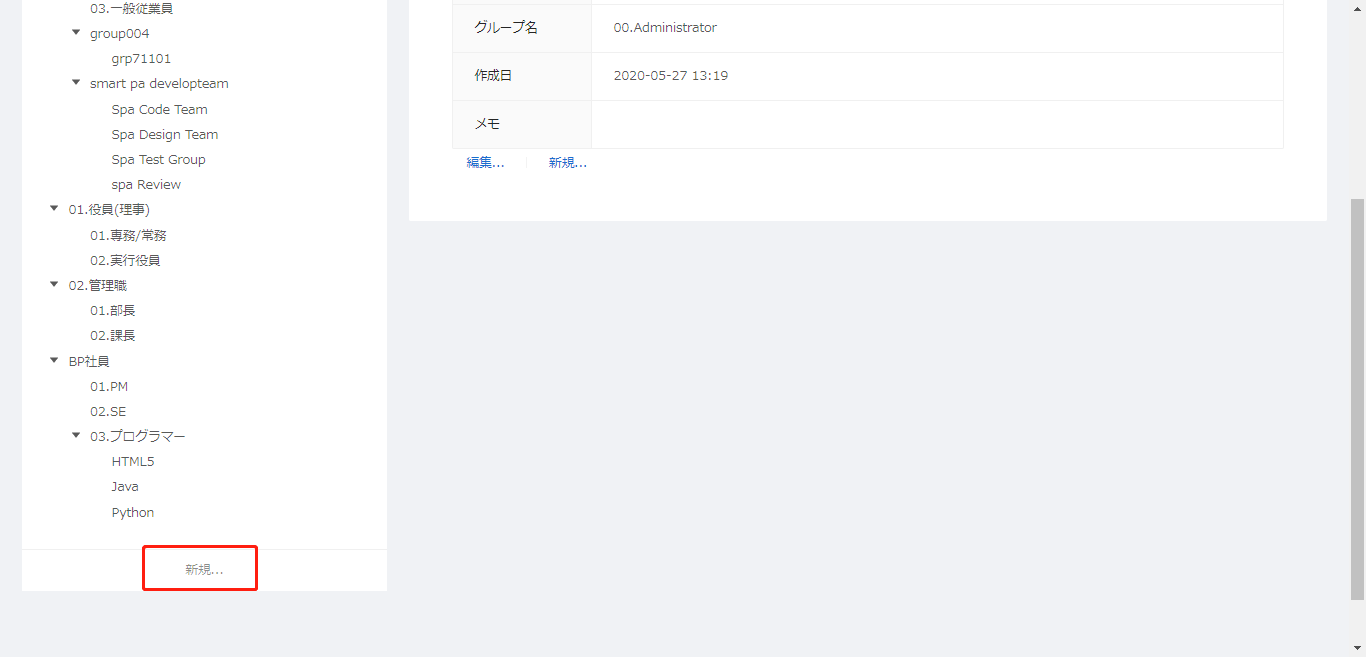 03.一般従業員
group004
grp71101
smart pa developteam
Spa Code Team
Spa Design Team
Spa Test Group
spa Review
01.役員(理事)
01.専務/常務
02.実行役員
02.管理職
01.部長
02.課長
BP社員
01.PM
02.SE
03.プログラマー
HTML5
Java
Python
新規...
グループ名 00.Administrator
作成日 2020-05-27 13:19
メモ
編集... 新規...